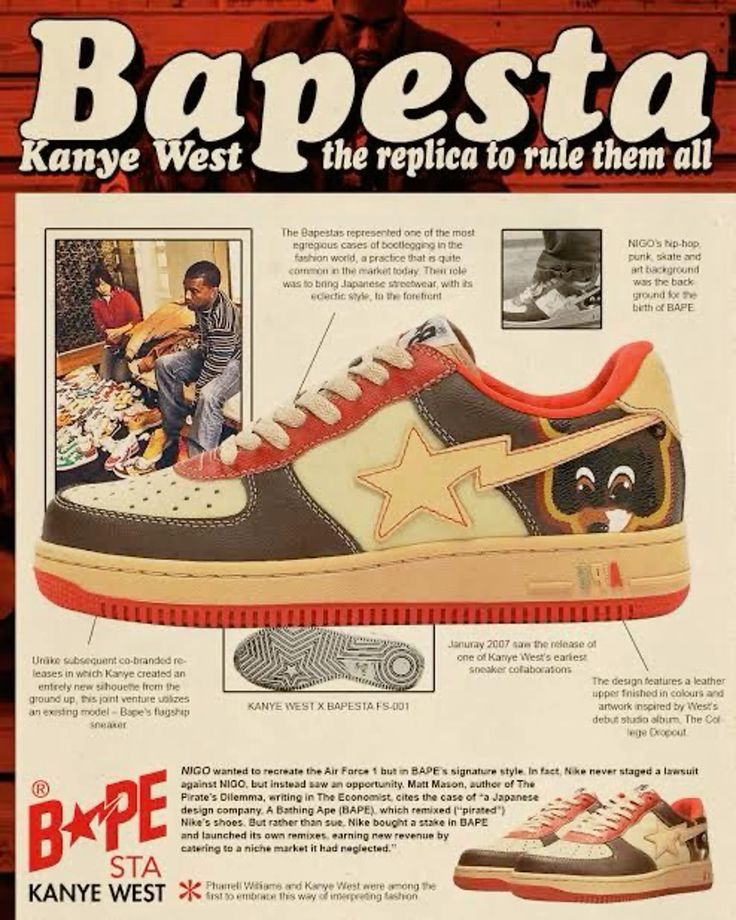 Bapesta
Kanye West
the replica to rule them all
The Bapestas represented one of the most
egregious cases of bootlegging in the
fashion world, a practice that is quite
common in the market today. Their role
was to bring Japanese streetwear, with its
eclectic style, to the forefront.
NIGO's hip-hop,
punk, skate and
art background
was the back-
ground for the
birth of BAPE.
Unlike subsequent co-branded re-
leases in which Kanye created an
entirely new silhouette from the
ground up, this joint venture utilizes
an existing model – Bape's flagship
sneaker.
KANYE WEST X BAPESTA FS-001
Januray 2007 saw the release of
one of Kanye West's earliest
sneaker collaborations
The design features a leather
upper finished in colours and
artwork inspired by West's
debut studio album, The Col-
lege Dropout.
®
BAPE
STA
KANYE WEST
NIGO wanted to recreate the Air Force 1 but in BAPE's signature style. In fact, Nike never staged a lawsuit
against NIGO, but instead saw an opportunity. Matt Mason, author of The
Pirate's Dilemma, writing in The Economist, cites the case of “a Japanese
design company, A Bathing Ape (BAPE), which remixed (“pirated”)
Nike's shoes. But rather than sue, Nike bought a stake in BAPE
and launched its own remixes, earning new revenue by
catering to a niche market it had neglected.”
* Pharrell Williams and Kanye West were among the
first to embrace this way of interpreting fashion